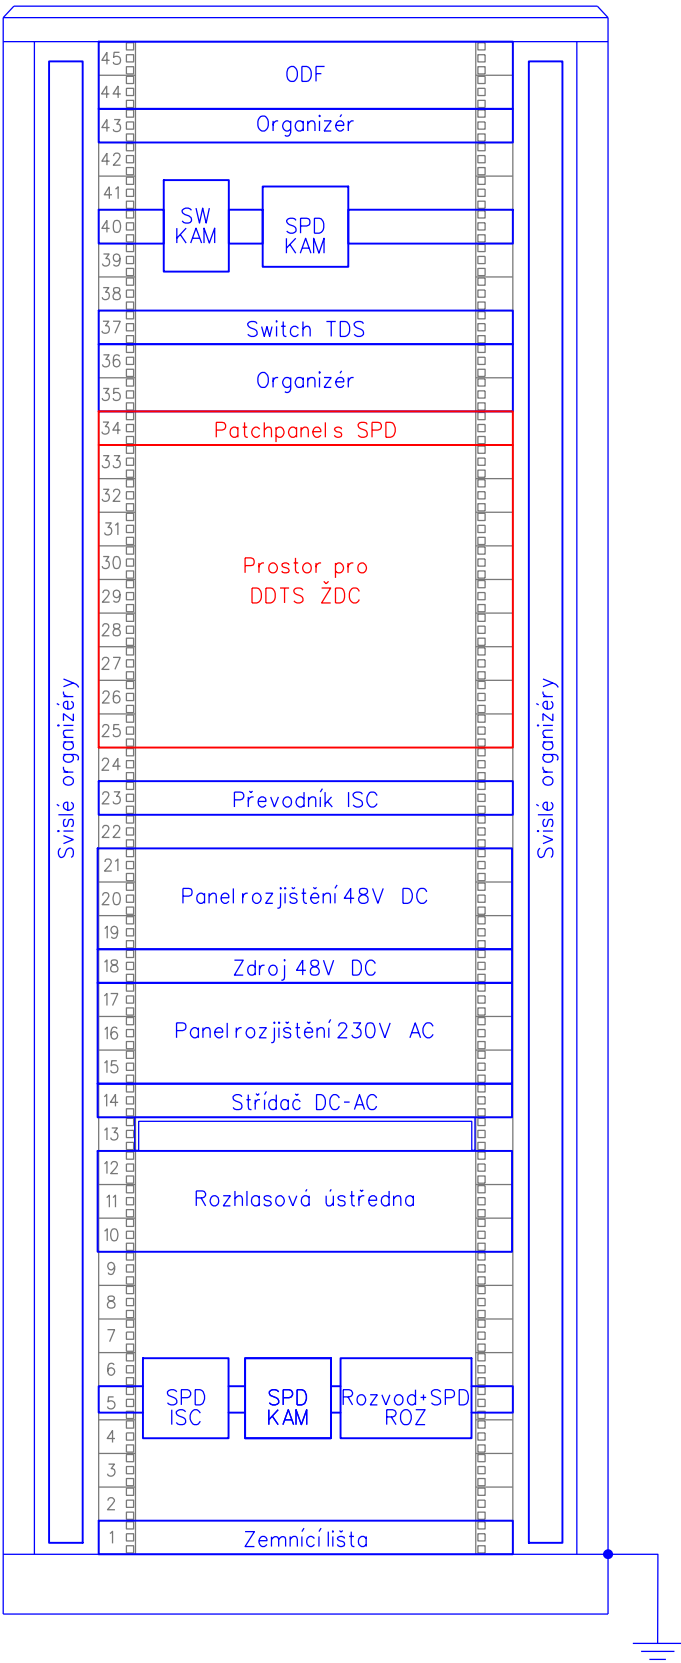 45
ODF
44
43
Organizér
42
41
SW
KAM
SPD
KAM
40
39
38
37
Switch TDS
36
Organizér
35
34
Patchpanels SPD
33
32
31
30
Prostor pro
DDTS ŽDC
29
28
27
26
25
24
23
Převodník ISC
22
21
20
Panel rozjištění 48V DC
19
18
Zdroj 48V DC
17
16
Panel rozjištění 230V AC
15
14
Střídač DC-AC
13
12
11
Rozhlasová ústředna
10
9
8
7
6
5
SPD
ISC
SPD
KAM
Rozvod+SPD
ROZ
4
3
2
1
Zemnící lišta
Svislé organizéry
Svislé organizéry